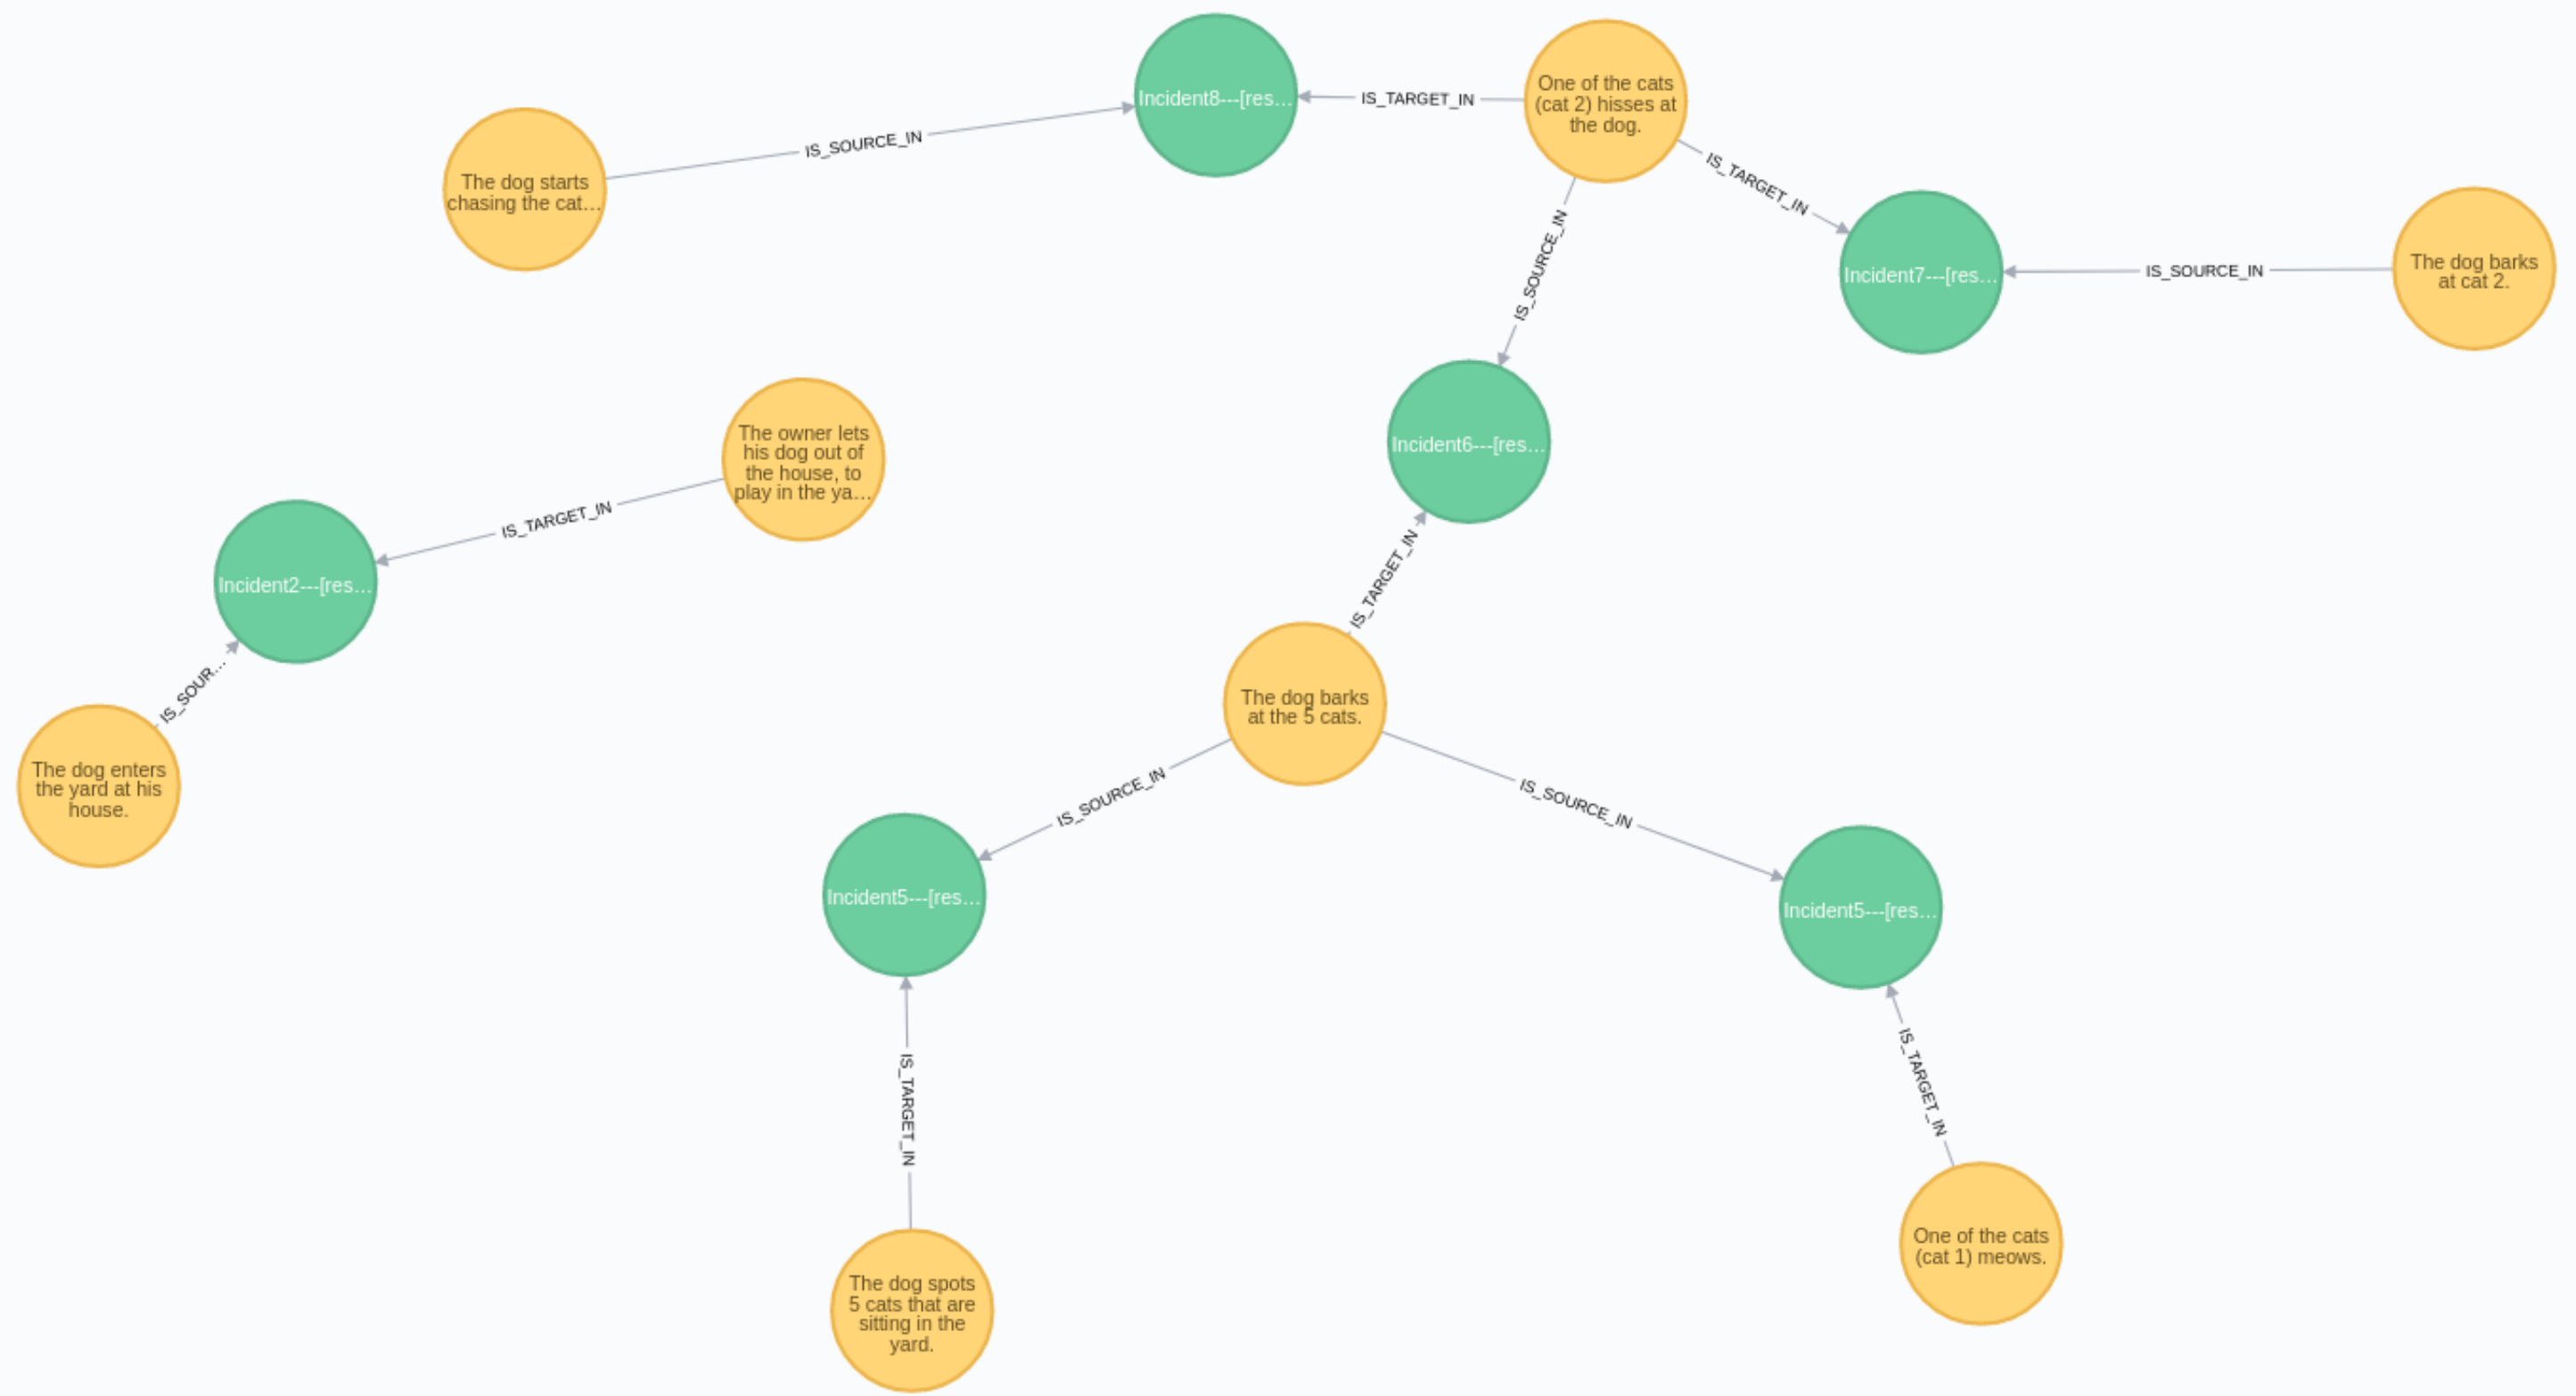 Incident8---[res...
IS_TARGET_IN
One of the cats
(cat 2) hisses at
the dog.
IS_SOURCE_IN
The dog starts
chasing the cat...
IS_TARGET_IN
Incident7---[res...
IS_SOURCE_IN
The dog barks
at cat 2.
IS_SOURCE_IN
Incident6---[res...
The owner lets
his dog out of
the house, to
play in the ya...
IS_TARGET_IN
Incident2---[res...
IS_SOUR...
The dog enters
the yard at his
house.
IS_TARGET_IN
The dog barks
at the 5 cats.
IS_SOURCE_IN
IS_SOURCE_IN
Incident5---[res...
Incident5---[res...
IS_TARGET_IN
IS_TARGET_IN
The dog spots
5 cats that are
sitting in the
yard.
One of the cats
(cat 1) meows.